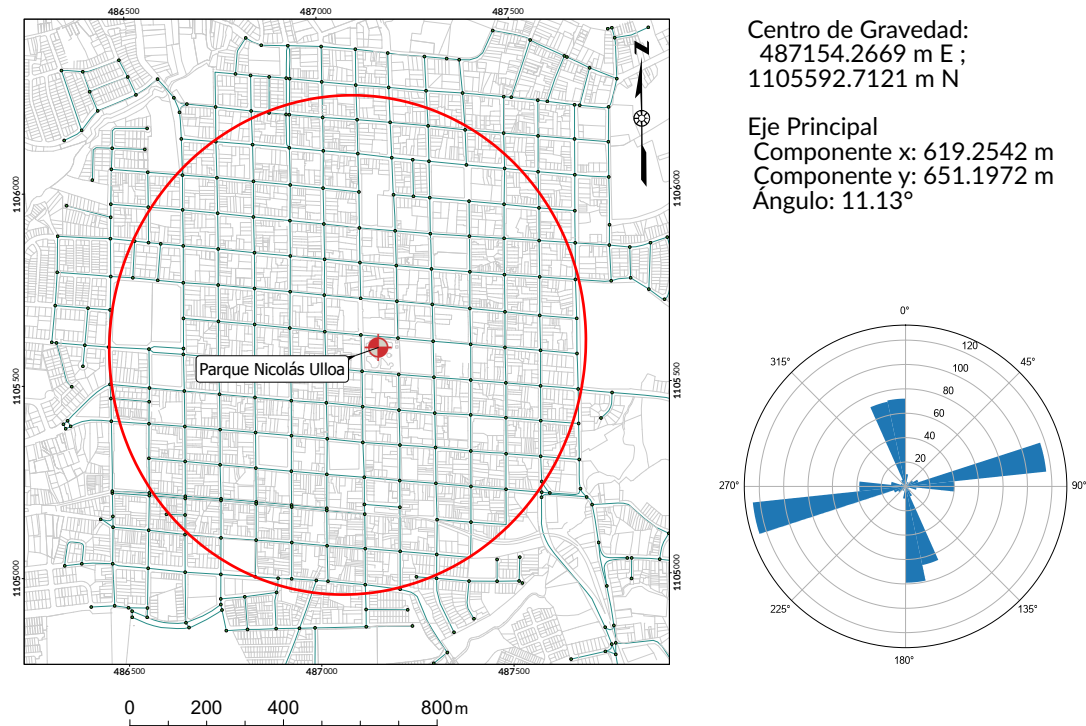 486500 487000 487500
Centro de Gravedad:
487154.2669 m E ;
1105592.7121 m N
Eje Principal
Componente x: 619.2542 m
Componente y: 651.1972 m
Ángulo: 11.13°
N
1106000 1106000
Parque Nicolás Ulloa
1105500 1105500
1105000 1105000
486500 487000 487500
0 200 400 800 m
0°
315° 45°
120
100
80
60
40
20
270° 90°
225° 135°
180°